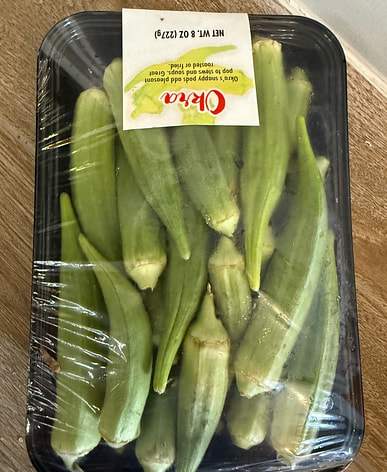 Okra
Okra's snappy pods add pleasant
pop to stews and soups. Great
roasted or fried.
NET WT. 8 OZ (227g)